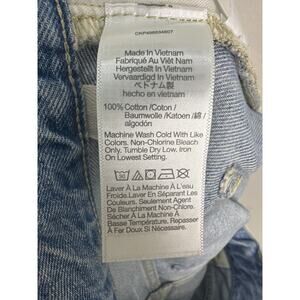 Made In Vietnam
Fabriqué Au Viêt Nam
Hergestellt In Vietnam
Vervaardigd In Vietnam
ベトナム製
hecho en vietnam
100% Cotton /Coton /
Baumwolle /Katoen /綿 /
algodón
Machine Wash Cold With Like
Colors. Non-Chlorine Bleach
Only. Tumble Dry Low. Iron
On Lowest Setting.
Laver À La Machine À L'eau
Froide.Laver En Séparant Les
Couleurs. Seulement Agent
De Blanchiment Non-Chloré.
Sécher À La Machine À
Basse Température. Repasser
À Fer Doux Si Nécessaire.